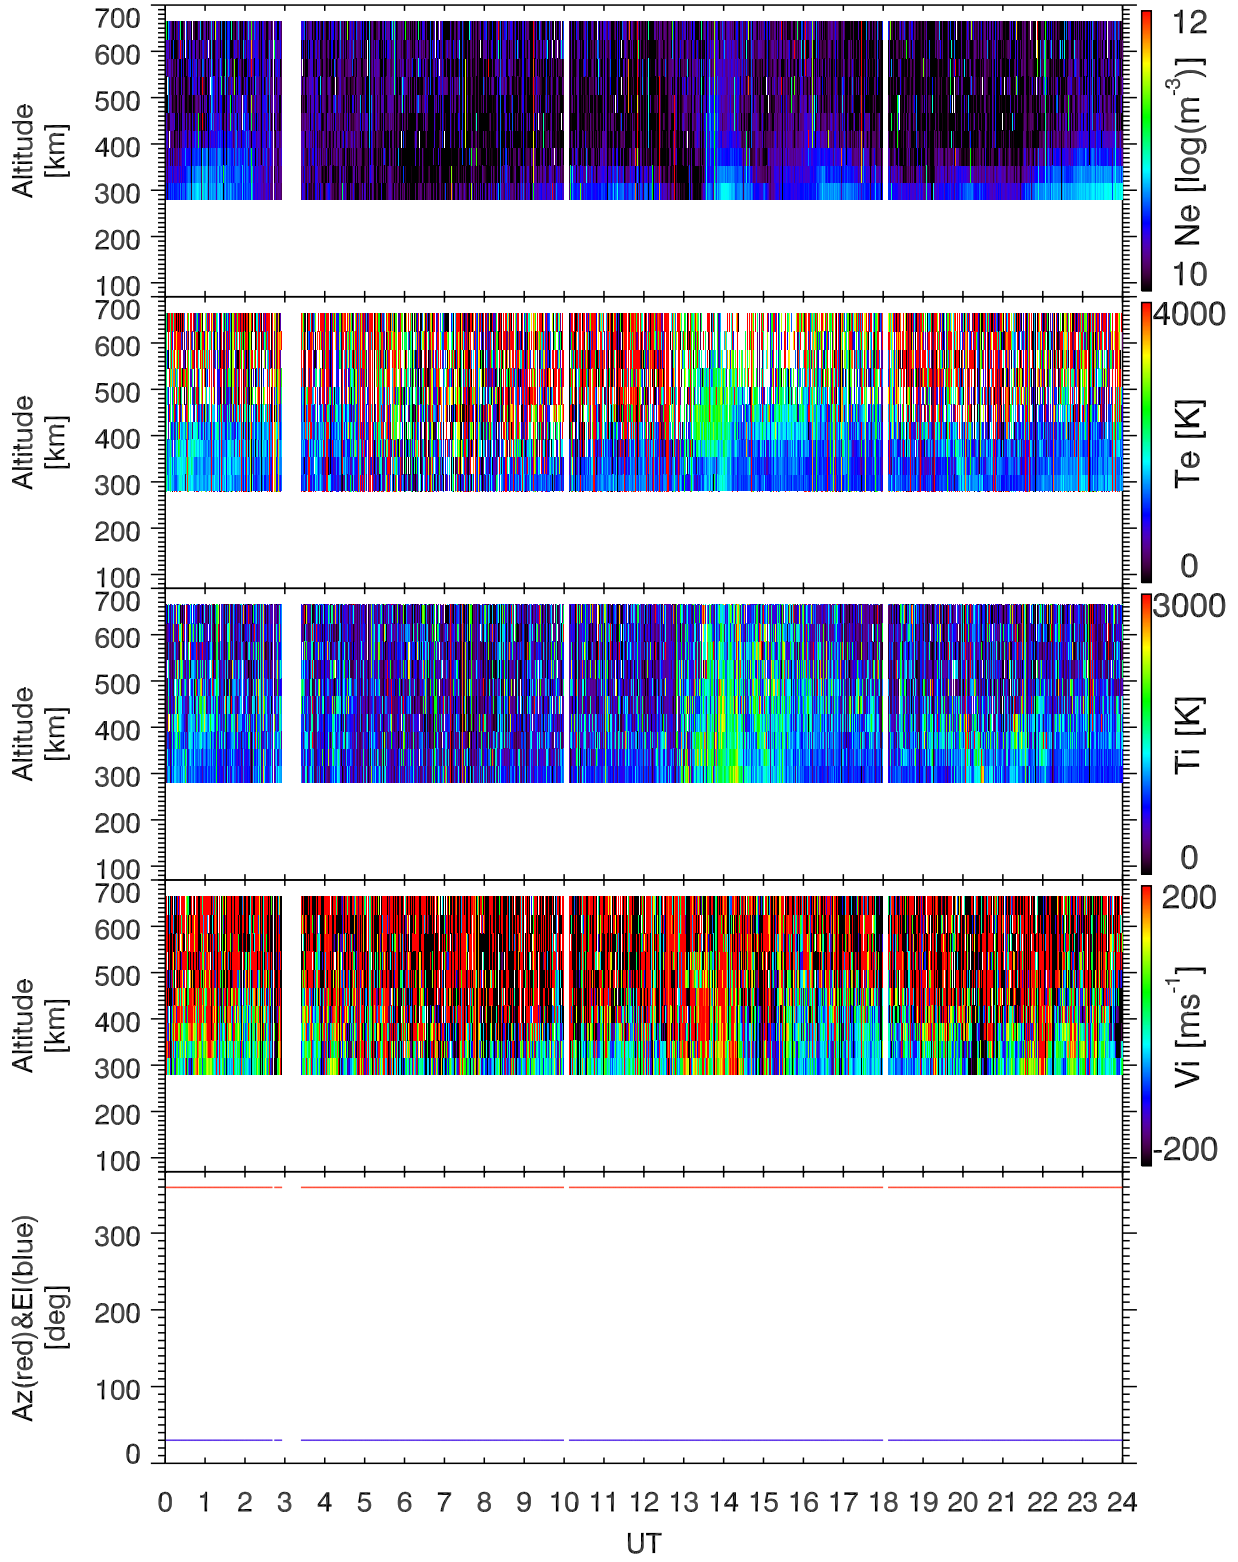 700
600
500
400
300
200
100
Altitude
[km]
12
Ne [log(m⁻³)]
10
700
600
500
400
300
200
100
Altitude
[km]
4000
Te [K]
0
700
600
500
400
300
200
100
Altitude
[km]
3000
Ti [K]
0
700
600
500
400
300
200
100
Altitude
[km]
200
Vi [ms⁻¹]
-200
300
200
100
0
Az(red)&El(blue)
[deg]
0 1 2 3 4 5 6 7 8 9 10 11 12 13 14 15 16 17 18 19 20 21 22 23 24
UT